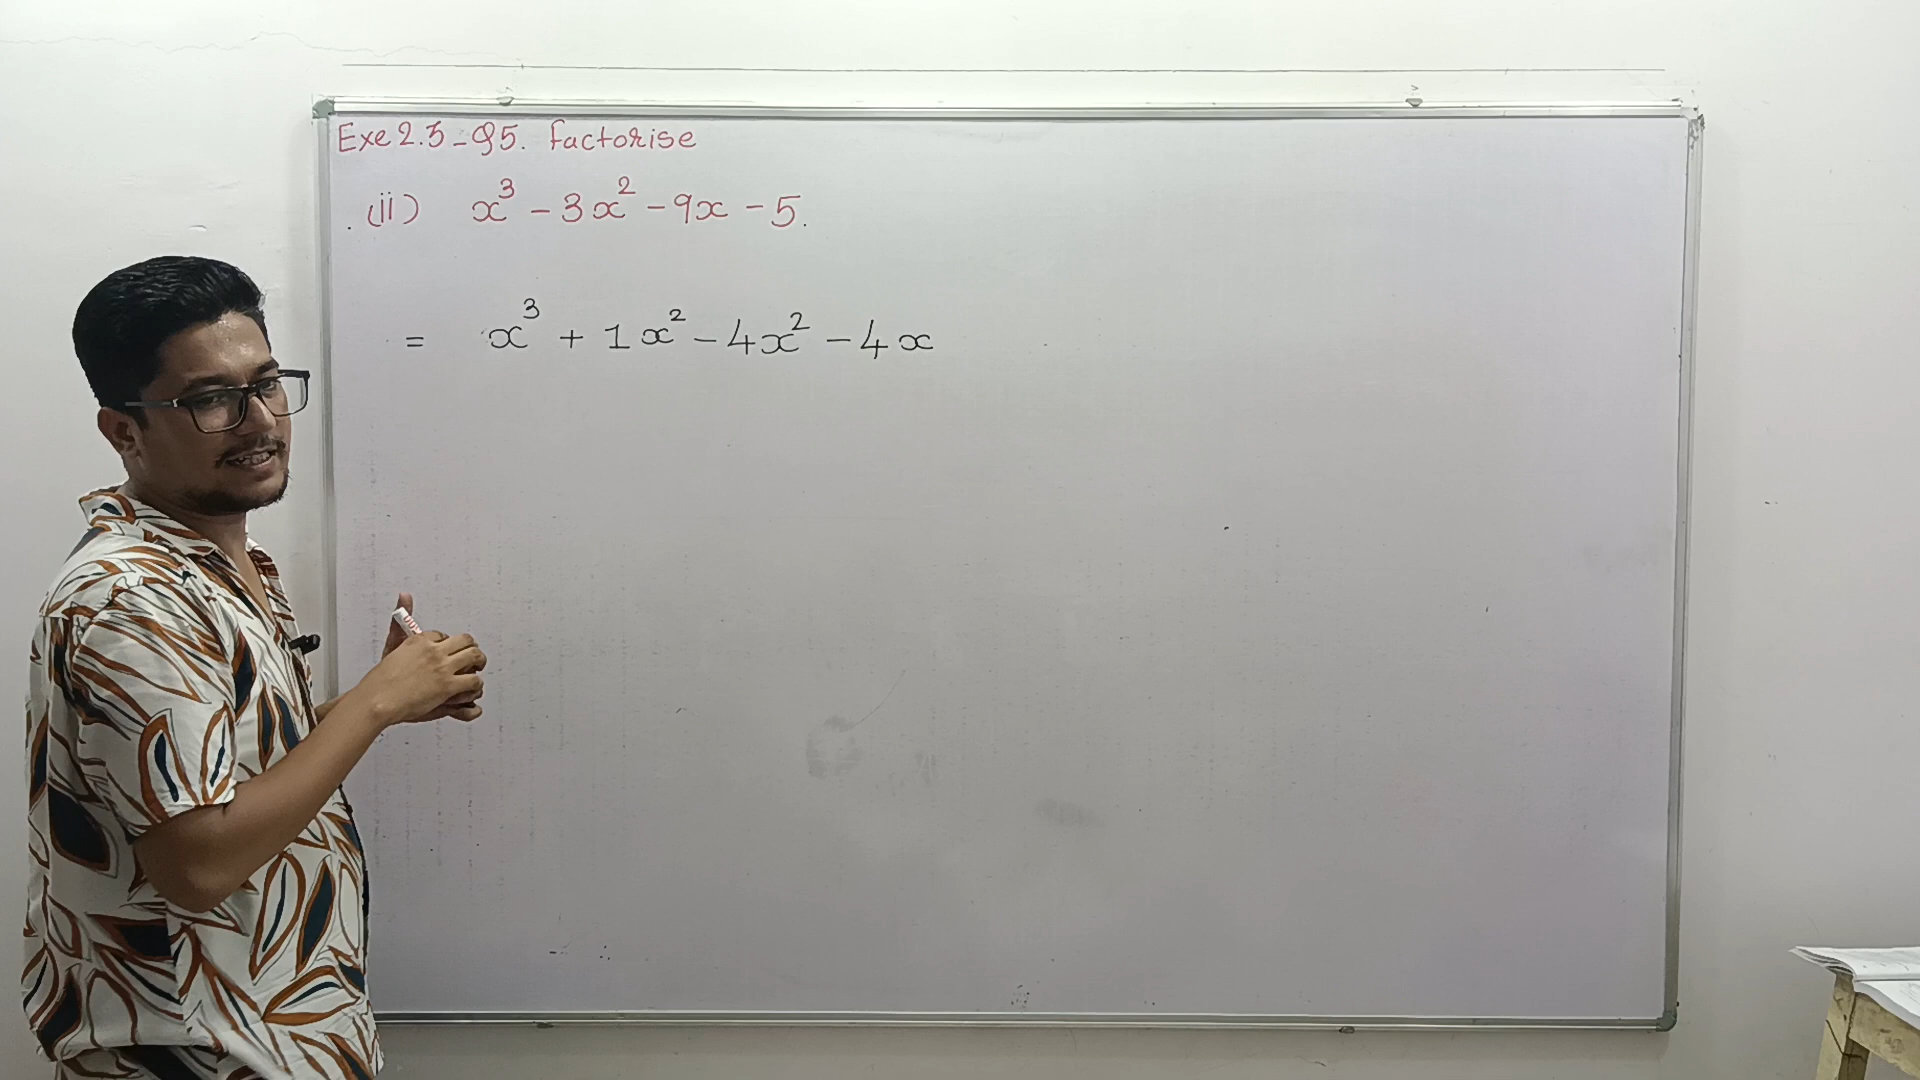 Exe 2.3 - Q5. factorise
(ii) x³ - 3x² - 9x - 5.
= x³ + 1x² - 4x² - 4x